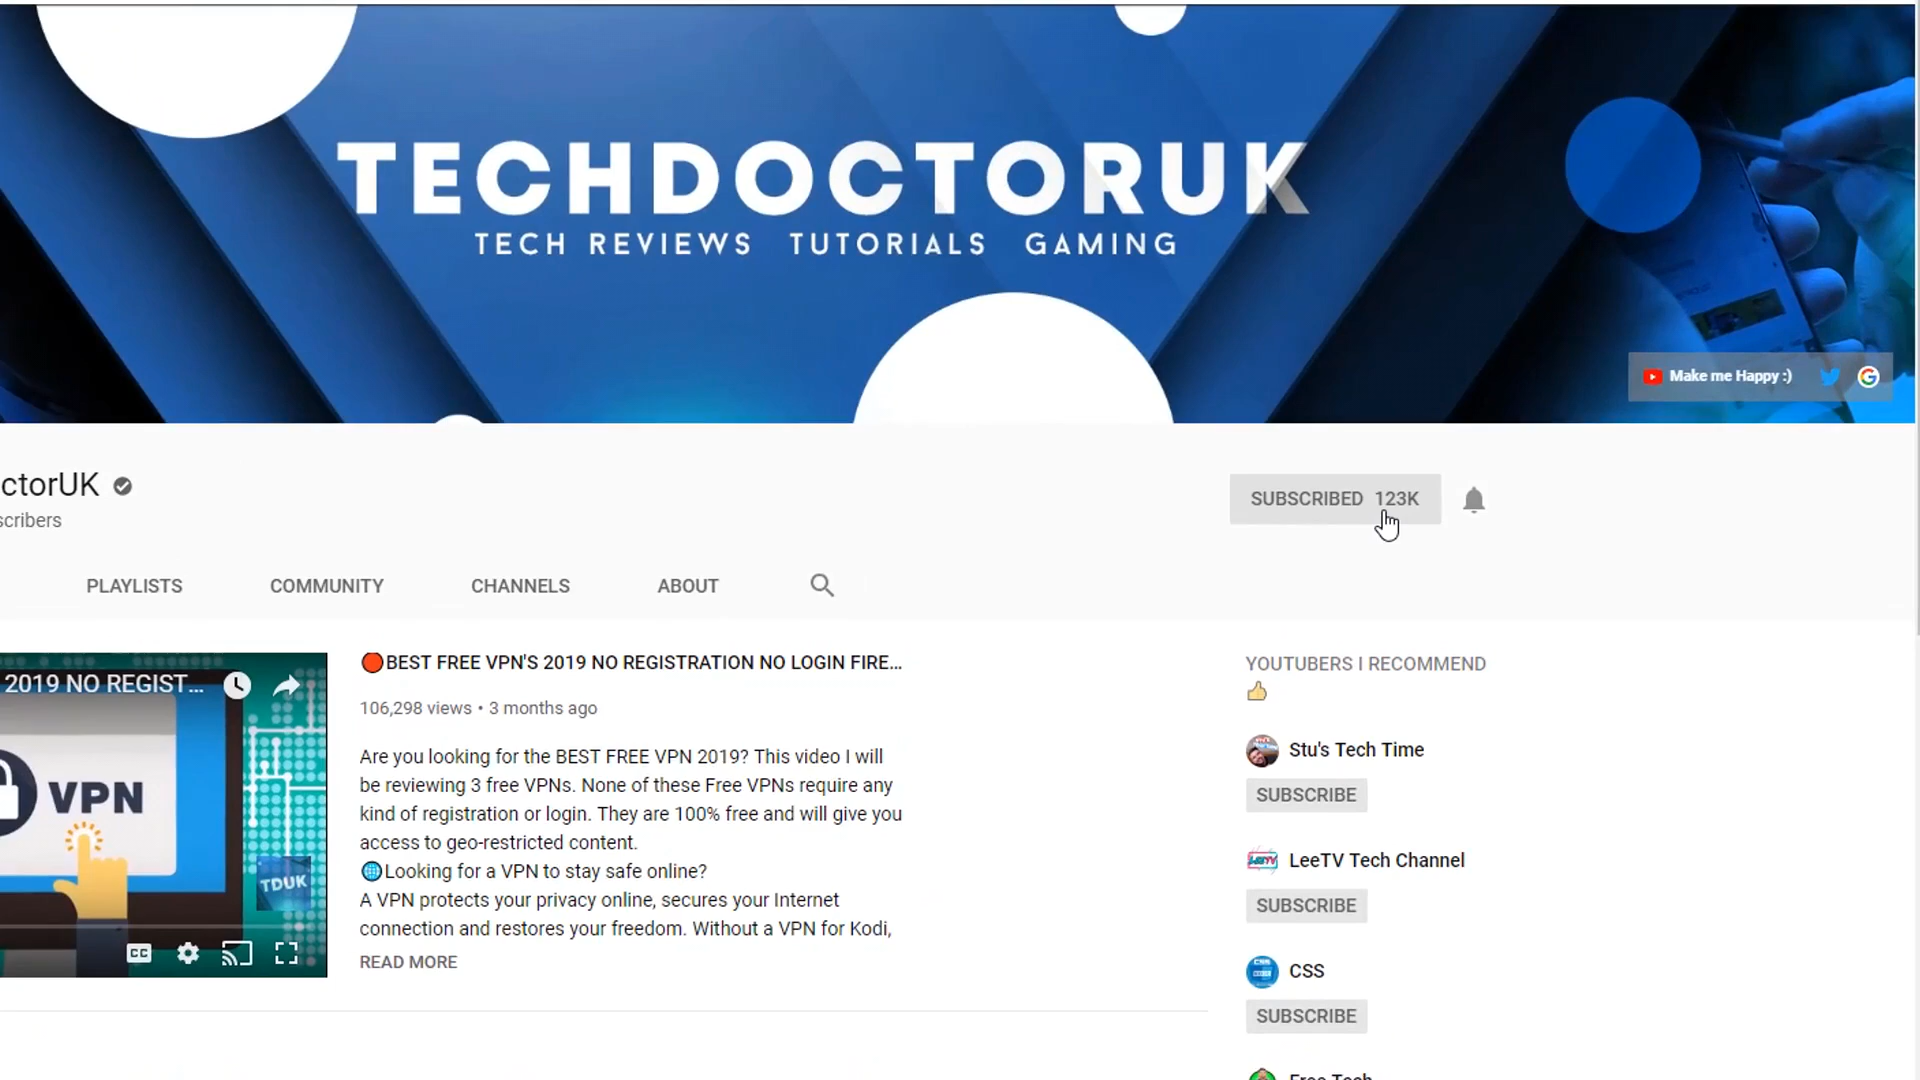 TECHDOCTORUK
TECH REVIEWS TUTORIALS GAMING
Make me Happy :)
ctorUK
scribers
SUBSCRIBED 123K
PLAYLISTS COMMUNITY CHANNELS ABOUT
2019 NO REGIST...
VPN
TDUK
CC
🔴BEST FREE VPN'S 2019 NO REGISTRATION NO LOGIN FIRE...
106,298 views • 3 months ago
Are you looking for the BEST FREE VPN 2019? This video I will
be reviewing 3 free VPNs. None of these Free VPNs require any
kind of registration or login. They are 100% free and will give you
access to geo-restricted content.
🌐Looking for a VPN to stay safe online?
A VPN protects your privacy online, secures your Internet
connection and restores your freedom. Without a VPN for Kodi,
READ MORE
YOUTUBERS I RECOMMEND
👍
Stu's Tech Time
SUBSCRIBE
LeeTV Tech Channel
SUBSCRIBE
CSS
SUBSCRIBE
Free Tech